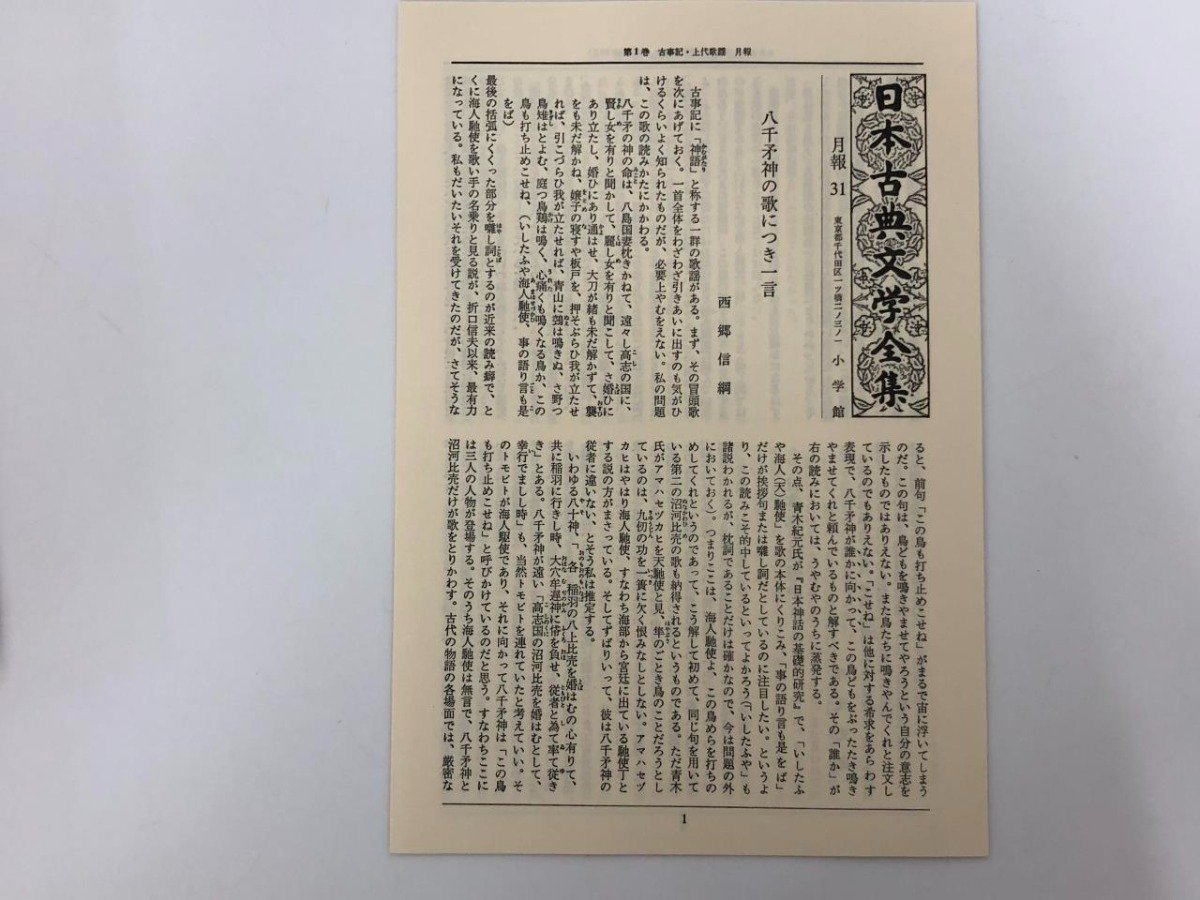 第1巻 古事記・上代歌謡 月報
日本古典文学全集
月報 31
東京都千代田区一ツ橋二ノ三ノ一 小学館
八千矛神の歌につき一言
西郷信綱
古事記に「神語」と称する一群の歌謡がある。まず、その冒頭歌
を次にあげておく。一首全体をわざわざ引きあいに出すのも気がひ
けるくらいよく知られたものだが、必要上やむをえない。私の問題
は、この歌の読みかたにかかわる。
八千矛の神の命は、八島国妻枕きかねて、遠々し高志の国に、
賢し女を有りと聞かして、麗し女を有りと聞こして、さ婚ひに
あり立たし、婚ひにあり通はせ、大刀が緒も未だ解かずて、襲
をも未だ解かね、嬢子の寝すや板戸を、押そぶらひ我が立たせ
れば、引こづらひ我が立たせれば、青山に鵼は鳴きぬ、さ野つ
鳥雉はとよむ、庭つ鳥鶏は鳴く、心痛くも鳴くなる鳥か、この
鳥も打ち止めこせね、(いしたふや海人馳使、事の語り言も是
をば)
最後の括弧にくくった部分を囃し詞とするのが近来の読み癖で、と
くに海人馳使を歌い手の名乗りと見る説が、折口信夫以来、最有力
になっている。私もだいたいそれを受けてきたのだが、さてそうな
ると、前句「この鳥も打ち止めこせね」がまるで宙に浮いてしまう
のだ。この句は、鳥どもを鳴きやませてやろうという自分の意志を
示したものではありえない。また鳥たちに鳴きやんでくれと注文し
ているのでもありえない。「こせね」は他に対する希求をあらわす
表現で、八千矛神が誰かに向かって、この鳥どもをぶったたき鳴き
やませてくれと頼んでいるものと解すべきである。その「誰か」が
右の読みにおいては、うやむやのうちに蒸発する。
その点、青木紀元氏が『日本神話の基礎的研究』で、「いしたふ
や海人(天)馳使」を歌の本体にくりこみ、「事の語り言も是をば」
だけが挨拶句または囃し詞だとしているのに注目したい。というよ
り、この読みこそ的中しているといってよかろう(「いしたふや」も
諸説わかれるが、枕詞であることだけは確かなので、今は問題の外
においておく)。つまりここは、海人馳使よ、この鳥めらを打ちの
めしてくれというのであって、こう解して初めて、同じ句を用いて
いる第二の沼河比売の歌も納得されるというものである。ただ青木
氏がアマハセヅカヒを天馳使と見、隼のごとき鳥のことだろうとし
ているのは、九仞の功を一簣に欠く恨みなしとしない。アマハセヅ
カヒはやはり海人馳使、すなわち海部から宮廷に出ている馳使丁と
する説の方がまさっている。そしてずばりいって、彼は八千矛神の
従者に違いない、とそう私は推定する。
いわゆる八十神、「各 稲羽の八上比売を婚はむの心有りて、
共に稲羽に行きし時、大穴牟遅神に帒を負せ、従者と為て率て往き
き」とある。八千矛神が遠い「高志国の沼河比売を婚はむとして、
幸行でましし時」も、当然トモビトを連れていたと考えていい。そ
のトモビトが海人駆使であり、それに向かって八千矛神は「この鳥
も打ち止めこせね」と呼びかけているのだと思う。すなわちここに
は三人の人物が登場する。そのうち海人馳使は無言で、八千矛神と
沼河比売だけが歌をとりかわす。古代の物語の各場面では、厳密な
1